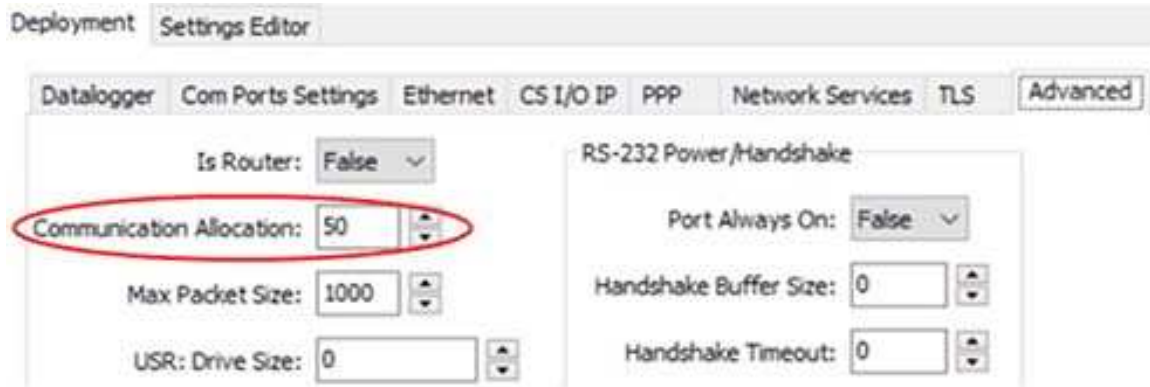 Deployment Settings Editor
Datalogger Com Ports Settings Ethernet CS I/O IP PPP Network Services TLS Advanced
Is Router: False
Communication Allocation: 50
Max Packet Size: 1000
USR: Drive Size: 0
RS-232 Power/Handshake
Port Always On: False
Handshake Buffer Size: 0
Handshake Timeout: 0